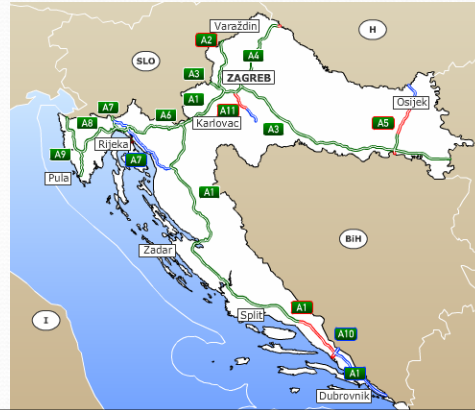 Varaždin
H
A2
A4
SLO
A3
ZAGREB
A1
Osijek
A7
A6
A11
A8
Karlovac
A3
A5
Rijeka
A9
A7
Pula
A1
BiH
Zadar
A1
I
Split
A10
A1
Dubrovnik